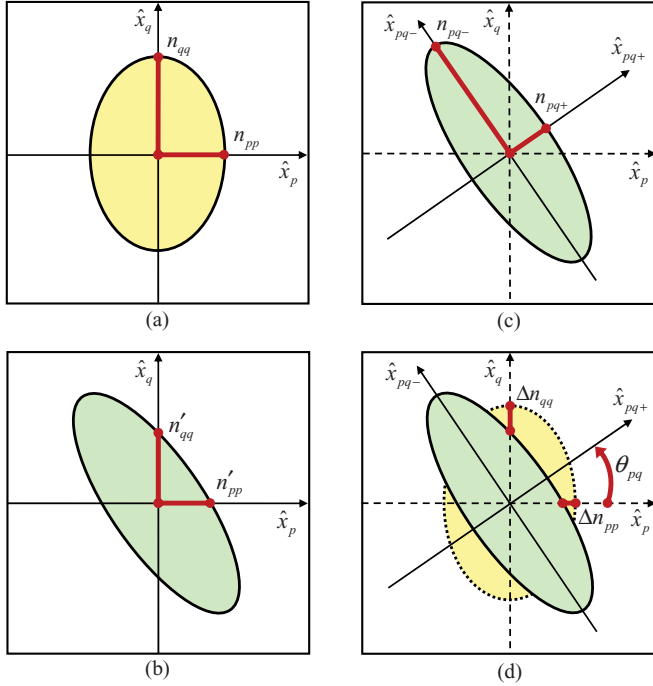 x̂_q
n_qq
n_pp
x̂_p
(a)
x̂_pq−
x̂_q
n_pq−
x̂_pq+
n_pq+
x̂_p
(c)
x̂_q
n′_qq
n′_pp
x̂_p
(b)
x̂_pq−
x̂_q
Δn_qq
x̂_pq+
θ_pq
x̂_p
Δn_pp
(d)